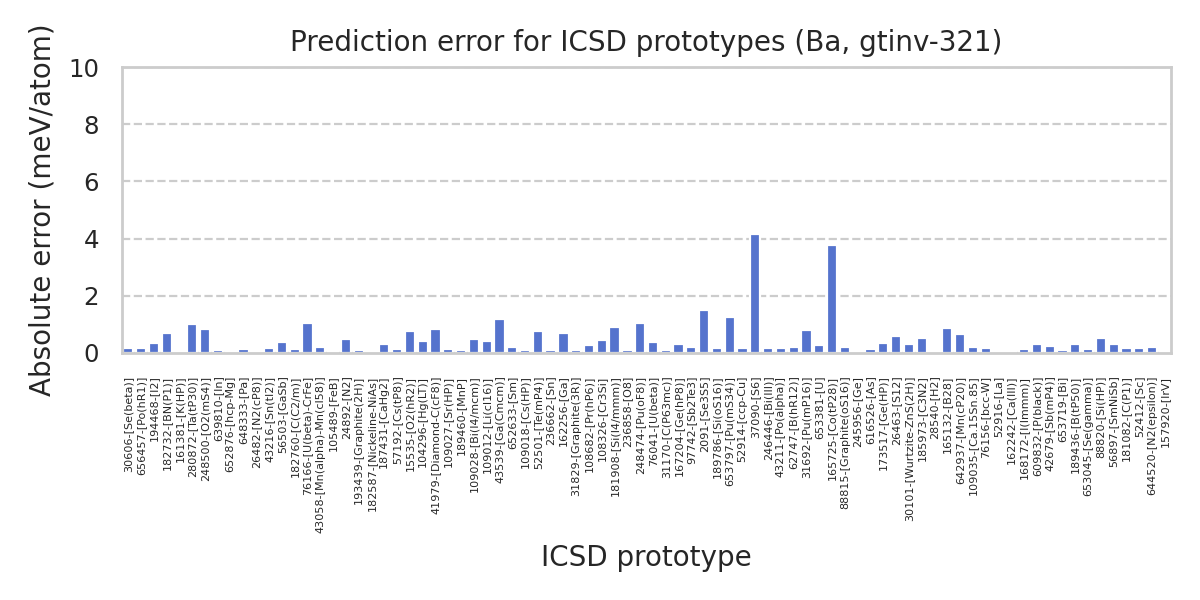 Prediction error for ICSD prototypes (Ba, gtinv-321)
Absolute error (meV/atom)
10
8
6
4
2
0
30606-[Se(beta)]
656457-[Po(hR1)]
194468-[I2]
182732-[BN(P1)]
161381-[K(HP)]
280872-[Ta(tP30)]
248500-[O2(mS4)]
639810-[In]
652876-[hcp-Mg]
648333-[Pa]
26482-[N2(cP8)]
43216-[Sn(tI2)]
56503-[GaSb]
182760-[C(C2/m)]
76166-[U(beta)-CrFe]
43058-[Mn(alpha)-Mn(cI58)]
105489-[FeB]
24892-[N2]
193439-[Graphite(2H)]
182587-[Nickeline-NiAs]
187431-[CaHg2]
57192-[Cs(tP8)]
15535-[O2(hR2)]
104296-[Hg(LT)]
41979-[Diamond-C(cF8)]
109027-[Sr(HP)]
189460-[MnP]
109028-[Bi(I4/mcm)]
109012-[Li(cI16)]
43539-[Ga(Cmcm)]
652633-[Sm]
109018-[Cs(HP)]
52501-[Te(mP4)]
236662-[Sn]
162256-[Ga]
31829-[Graphite(3R)]
108682-[Pr(hP6)]
108326-[Cr3Si]
181908-[Si(I4/mmm)]
236858-[O8]
248474-[Pu(oF8)]
76041-[U(beta)]
31170-[C(P63mc)]
167204-[Ge(hP8)]
97742-[Sb2Te3]
2091-[Se3S5]
189786-[Si(oS16)]
653797-[Pu(mS34)]
52914-[ccp-Cu]
37090-[S6]
246446-[Bi(III)]
43211-[Po(alpha)]
62747-[B(hR12)]
31692-[Pu(mP16)]
653381-[U]
165725-[Co(tP28)]
88815-[Graphite(oS16)]
245956-[Ge]
616526-[As]
173517-[Ge(HP)]
26463-[S12]
30101-[Wurtzite-ZnS(2H)]
185973-[C3N2]
28540-[H2]
165132-[B28]
642937-[Mn(cP20)]
109035-[Ca.15Sn.85]
76156-[bcc-W]
52916-[La]
162242-[Ca(III)]
168172-[I(Immm)]
609832-[P(black)]
42679-[Sb(mP4)]
653719-[Bi]
189436-[B(tP50)]
653045-[Se(gamma)]
88820-[Si(HP)]
56897-[SmNiSb]
181082-[C(P1)]
52412-[Sc]
644520-[N2(epsilon)]
157920-[IrV]
ICSD prototype